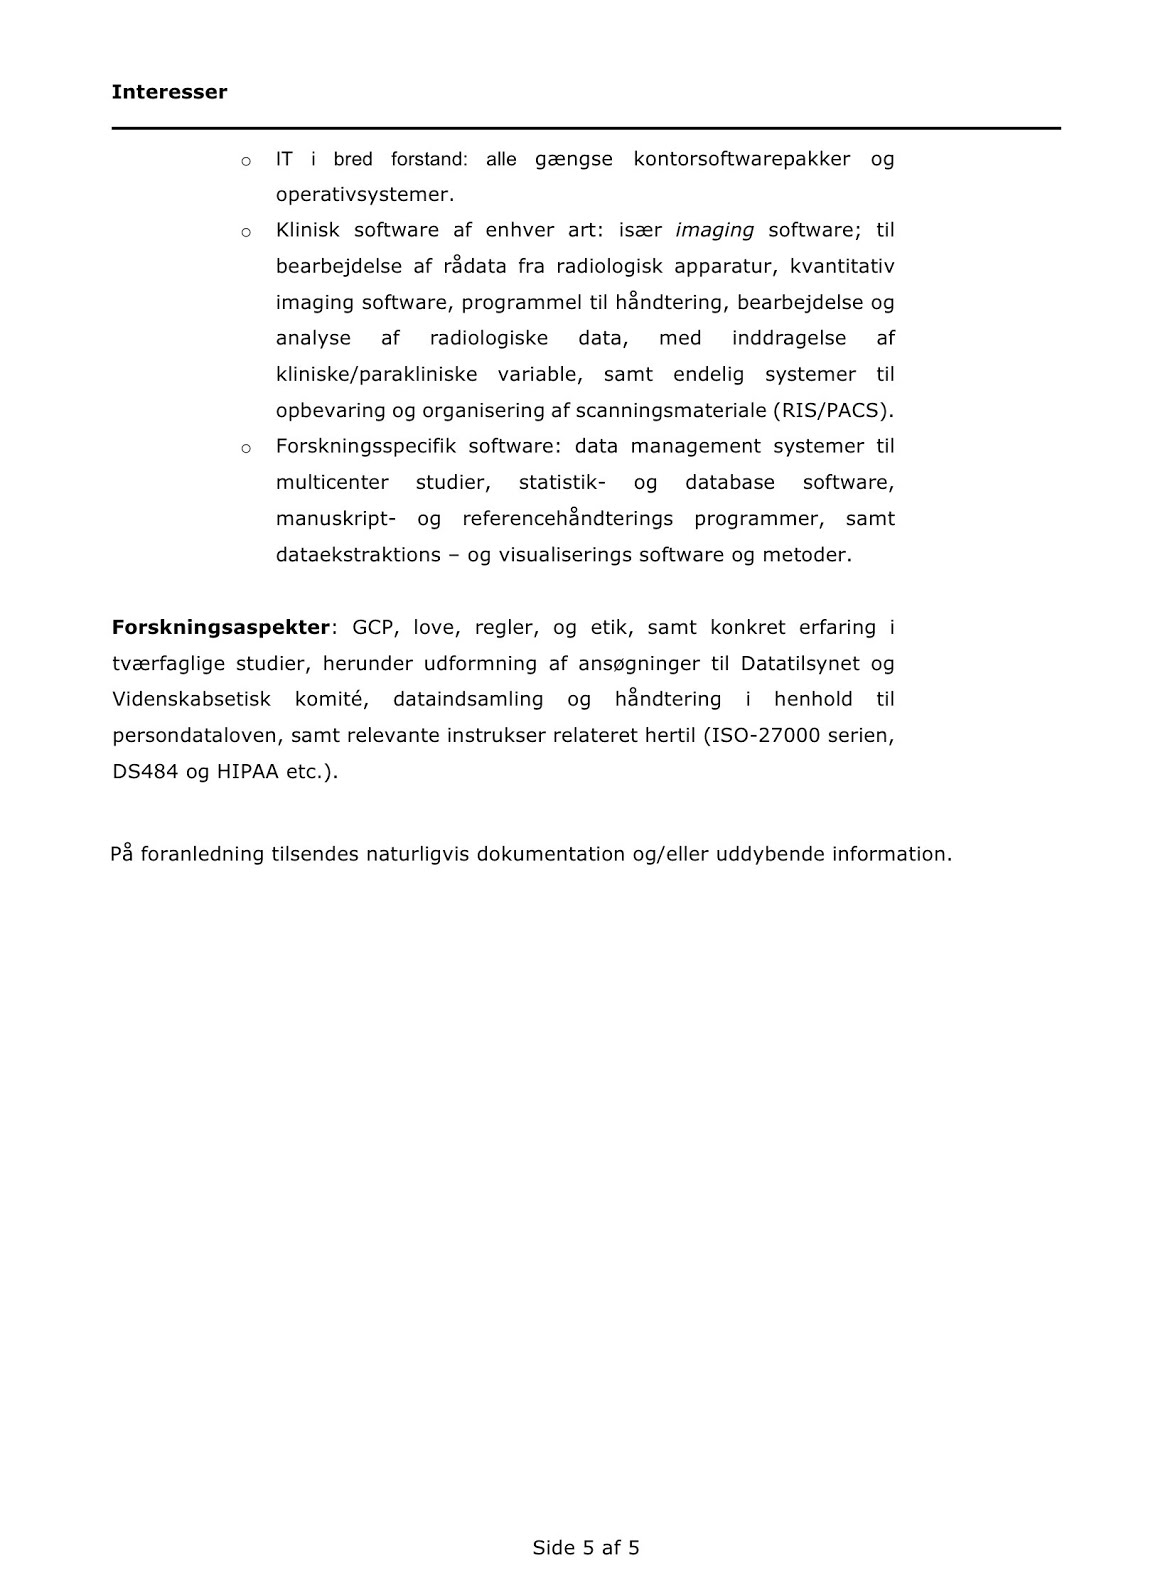 Interesser
o IT i bred forstand: alle gængse kontorsoftwarepakker og
operativsystemer.
o Klinisk software af enhver art: især imaging software; til
bearbejdelse af rådata fra radiologisk apparatur, kvantitativ
imaging software, programmel til håndtering, bearbejdelse og
analyse af radiologiske data, med inddragelse af
kliniske/parakliniske variable, samt endelig systemer til
opbevaring og organisering af scanningsmateriale (RIS/PACS).
o Forskningsspecifik software: data management systemer til
multicenter studier, statistik- og database software,
manuskript- og referencehåndterings programmer, samt
dataekstraktions – og visualiserings software og metoder.
Forskningsaspekter: GCP, love, regler, og etik, samt konkret erfaring i
tværfaglige studier, herunder udformning af ansøgninger til Datatilsynet og
Videnskabsetisk komité, dataindsamling og håndtering i henhold til
persondataloven, samt relevante instrukser relateret hertil (ISO-27000 serien,
DS484 og HIPAA etc.).
På foranledning tilsendes naturligvis dokumentation og/eller uddybende information.
Side 5 af 5